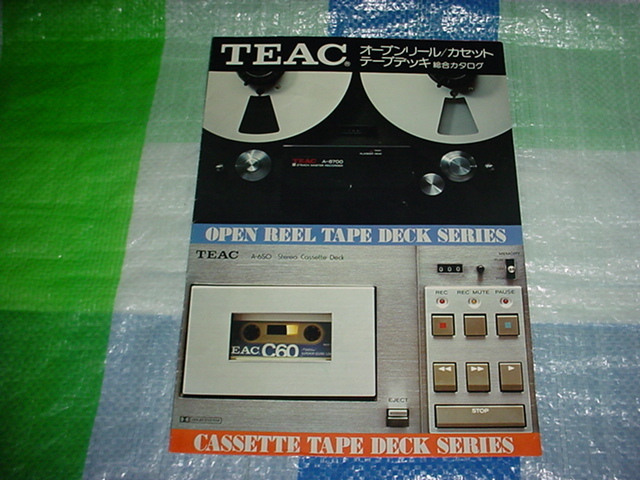 TEAC®
オープンリール/カセット
テープデッキ 総合カタログ
TEAC A-6700
OPEN REEL TAPE DECK SERIES
TEAC A-650 Stereo Cassette Deck
MEMORY
000
REC REC MUTE PAUSE
EAC C60
EJECT
STOP
CASSETTE TAPE DECK SERIES